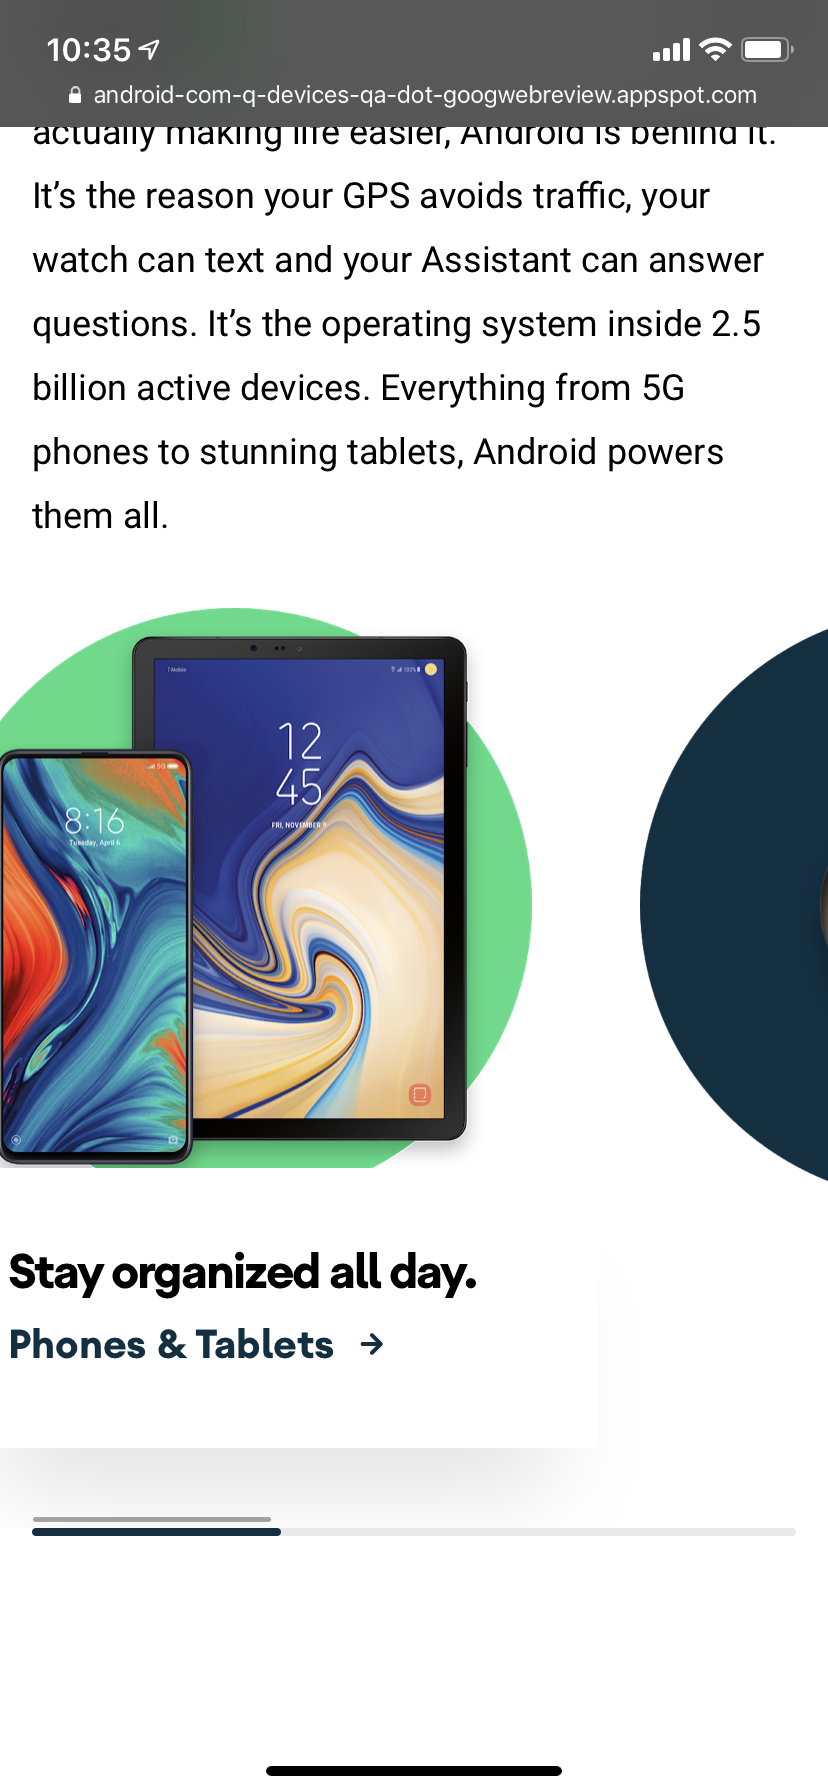 10:35
android-com-q-devices-qa-dot-googwebreview.appspot.com
actually making life easier, Android is behind it.
It’s the reason your GPS avoids traffic, your
watch can text and your Assistant can answer
questions. It’s the operating system inside 2.5
billion active devices. Everything from 5G
phones to stunning tablets, Android powers
them all.
T-Mobile
100%
12
45
FRI, NOVEMBER 9
5G
8:16
Tuesday, April 6
Stay organized all day.
Phones & Tablets →